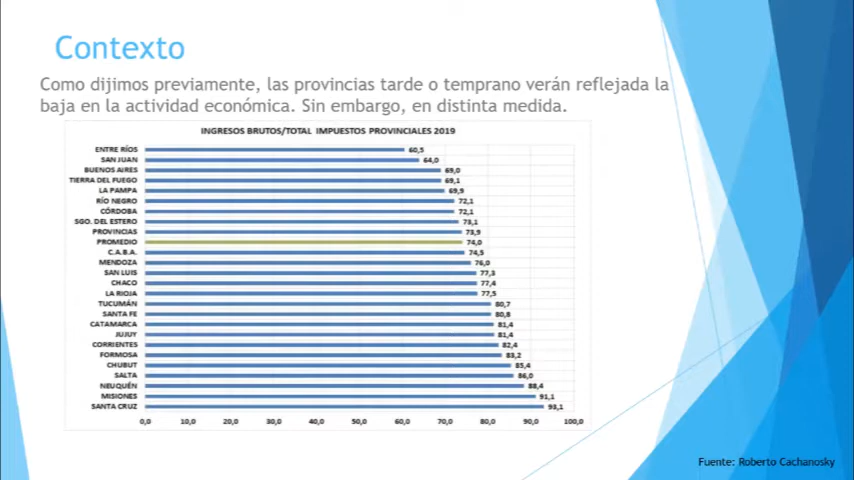 Contexto
Como dijimos previamente, las provincias tarde o temprano verán reflejada la
baja en la actividad económica. Sin embargo, en distinta medida.
INGRESOS BRUTOS/TOTAL IMPUESTOS PROVINCIALES 2019
ENTRE RÍOS 60,5
SAN JUAN 64,0
BUENOS AIRES 69,0
TIERRA DEL FUEGO 69,1
LA PAMPA 69,9
RÍO NEGRO 72,1
CÓRDOBA 72,1
SGO. DEL ESTERO 73,1
PROVINCIAS 73,9
PROMEDIO 74,0
C.A.B.A. 74,5
MENDOZA 76,0
SAN LUIS 77,3
CHACO 77,4
LA RIOJA 77,5
TUCUMÁN 80,7
SANTA FE 80,8
CATAMARCA 81,4
JUJUY 81,4
CORRIENTES 82,4
FORMOSA 83,2
CHUBUT 85,4
SALTA 86,0
NEUQUÉN 88,4
MISIONES 91,1
SANTA CRUZ 93,1
0,0 10,0 20,0 30,0 40,0 50,0 60,0 70,0 80,0 90,0 100,0
Fuente: Roberto Cachanosky